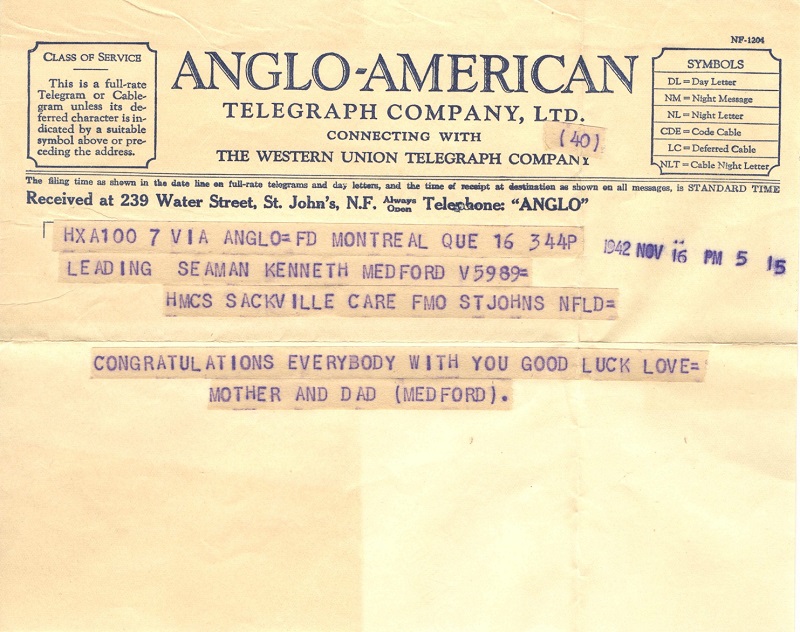 NF-1204
CLASS OF SERVICE
This is a full-rate
Telegram or Cable-
gram unless its de-
ferred character is in-
dicated by a suitable
symbol above or pre-
ceding the address.
ANGLO-AMERICAN
TELEGRAPH COMPANY, LTD.
CONNECTING WITH
(40)
THE WESTERN UNION TELEGRAPH COMPANY
SYMBOLS
DL = Day Letter
NM = Night Message
NL = Night Letter
CDE = Code Cable
LC = Deferred Cable
NLT = Cable Night Letter
The filing time as shown in the date line on full-rate telegrams and day letters, and the time of receipt at destination as shown on all messages, is STANDARD TIME
Received at 239 Water Street, St. John's, N.F. Always Open Telephone: "ANGLO"
HXA100 7 VIA ANGLO=FD MONTREAL QUE 16 344P
1942 NOV 16 PM 5 15
LEADING SEAMAN KENNETH MEDFORD V5989=
HMCS SACKVILLE CARE FMO STJOHNS NFLD=
CONGRATULATIONS EVERYBODY WITH YOU GOOD LUCK LOVE=
MOTHER AND DAD (MEDFORD).